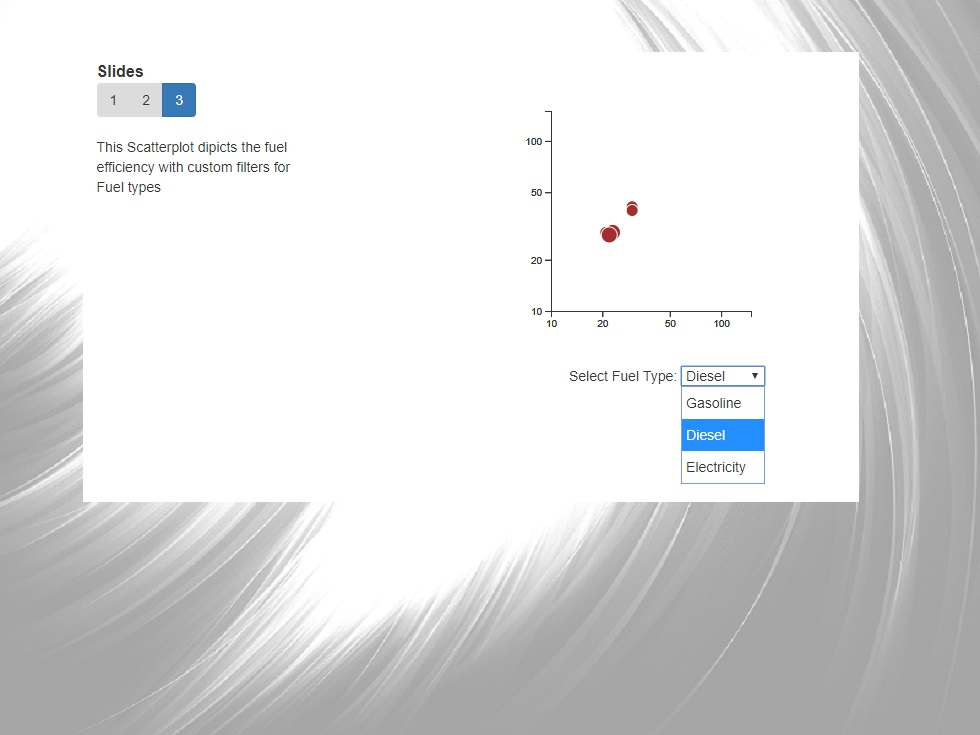 Slides
1 2 3
This Scatterplot dipicts the fuel
efficiency with custom filters for
Fuel types
100
50
20
10
10 20 50 100
Select Fuel Type: Diesel
Gasoline
Diesel
Electricity